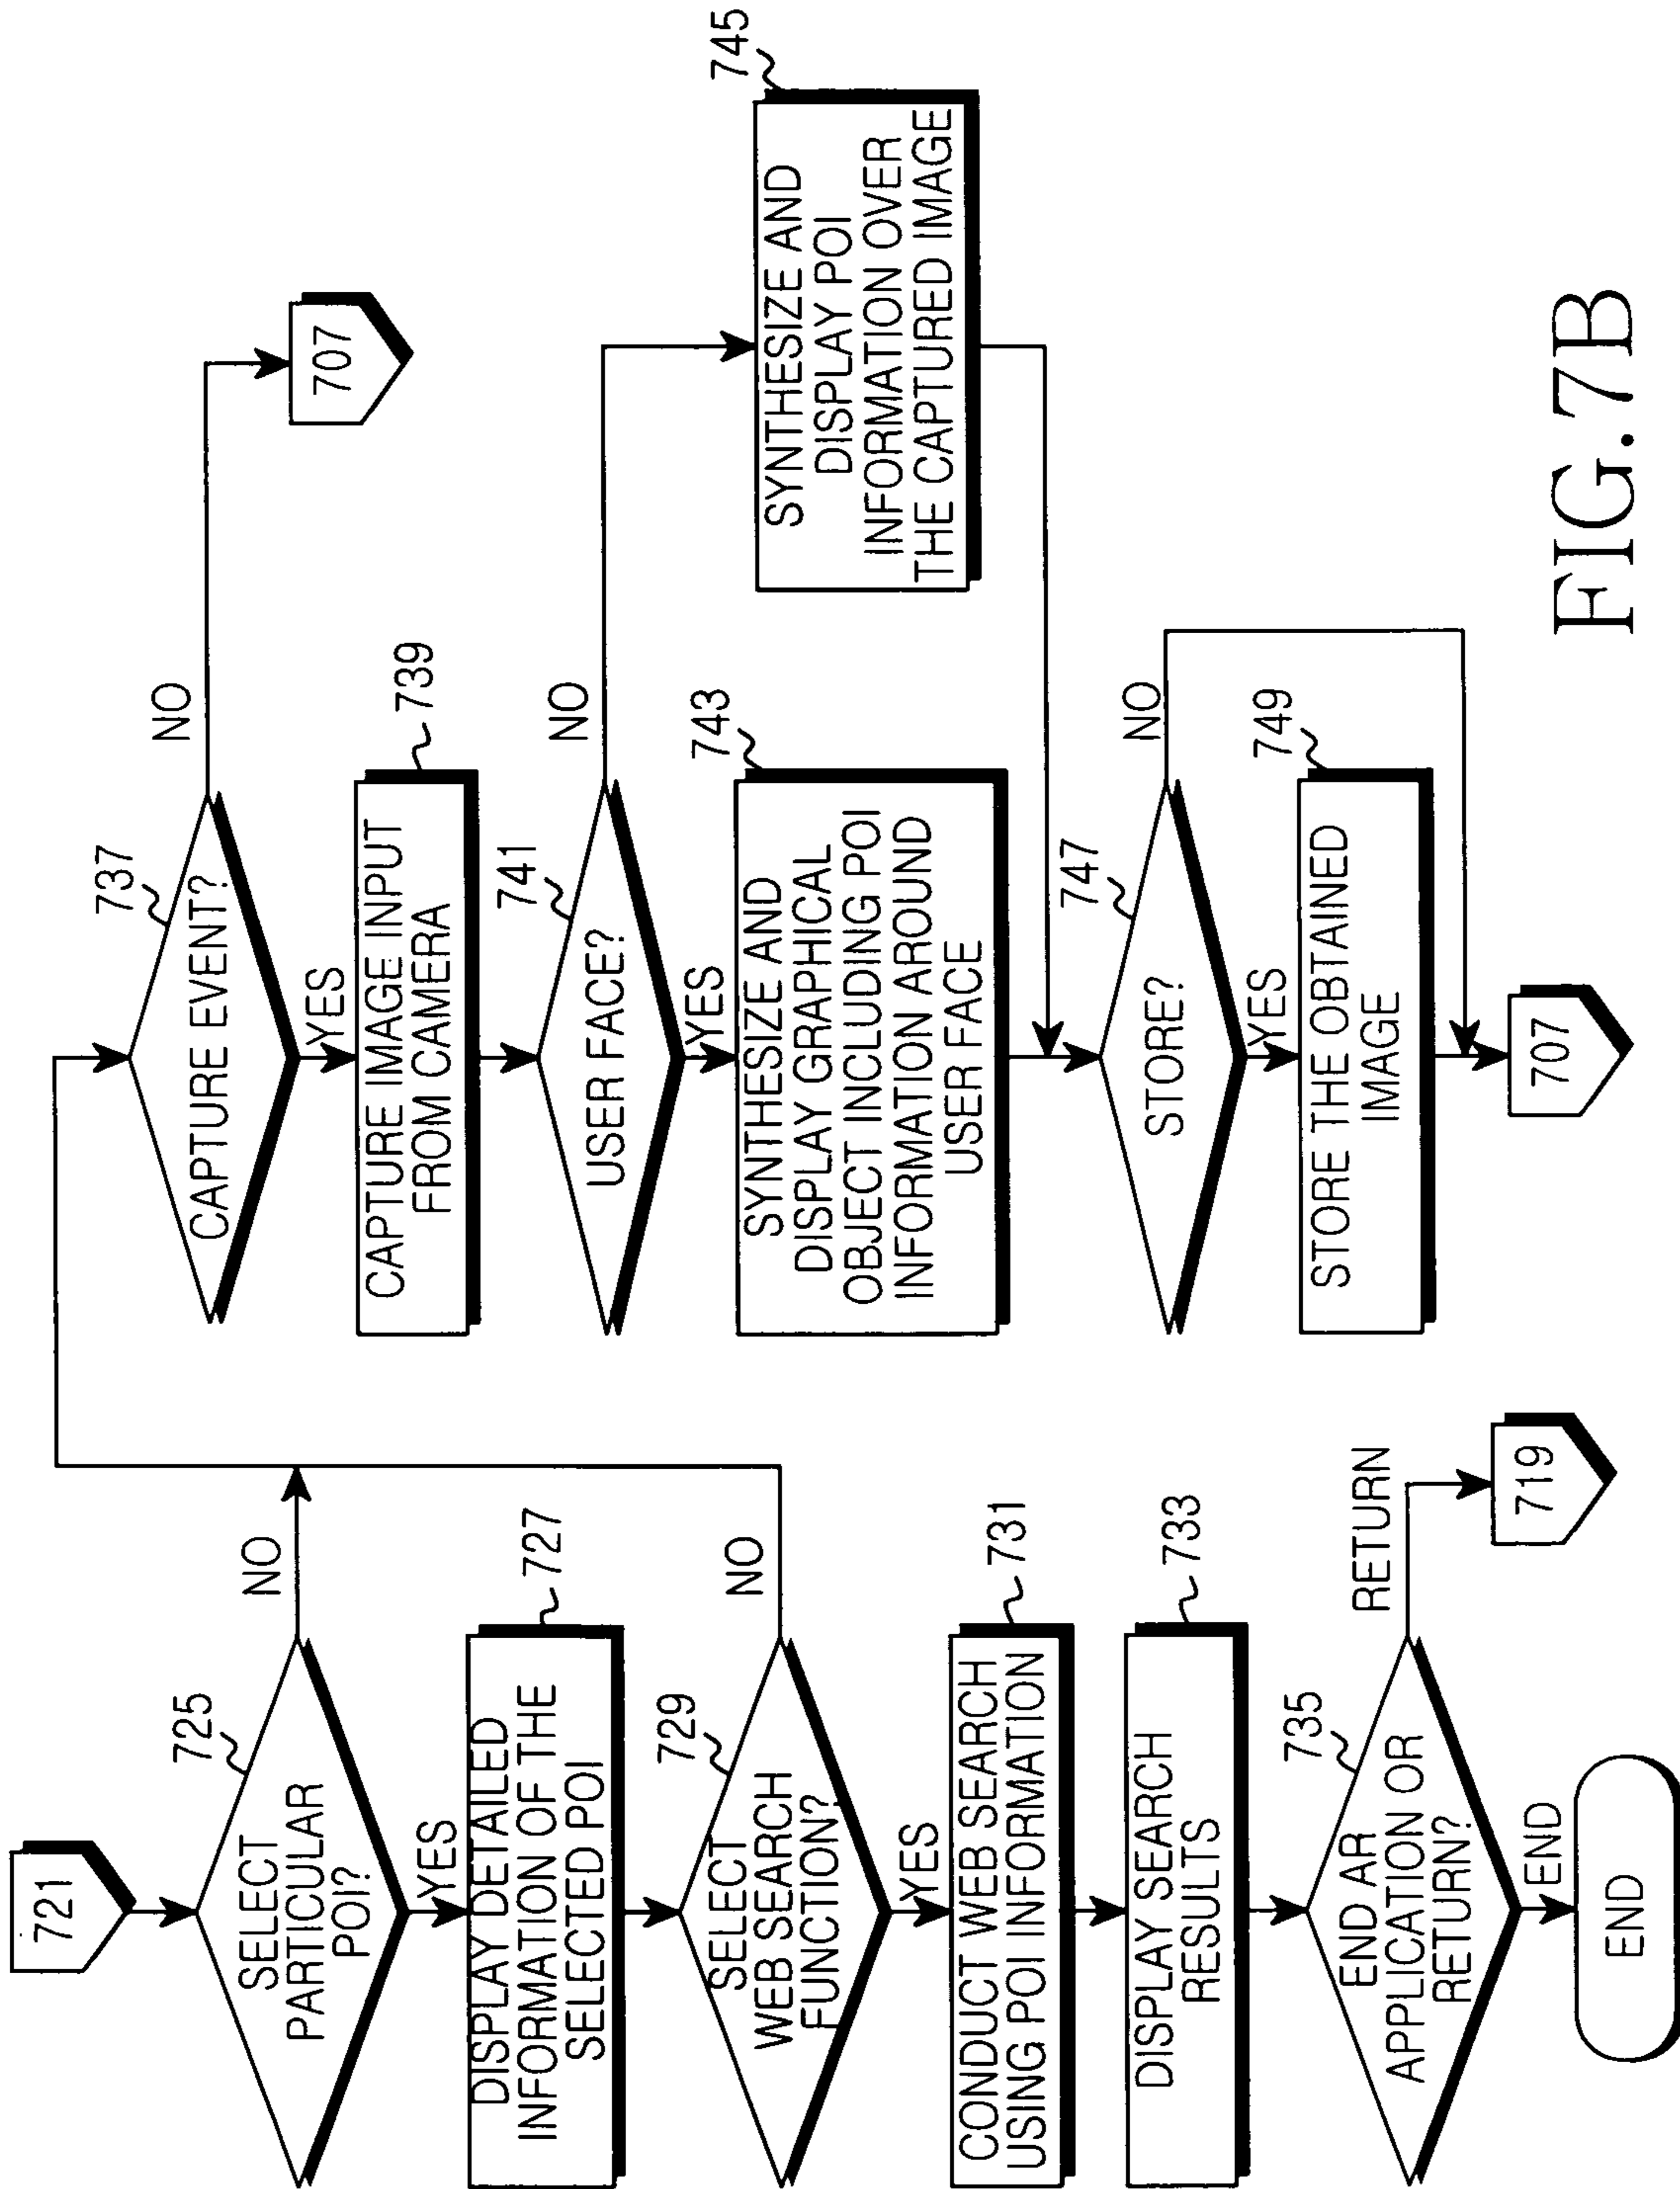 721
725
SELECT
PARTICULAR
POI?
NO
YES
727
DISPLAY DETAILED
INFORMATION OF THE
SELECTED POI
729
SELECT
WEB SEARCH
FUNCTION?
NO
YES
731
CONDUCT WEB SEARCH
USING POI INFORMATION
733
DISPLAY SEARCH
RESULTS
735
END AR
APPLICATION OR
RETURN?
RETURN
719
END
END
737
CAPTURE EVENT?
NO
707
YES
739
CAPTURE IMAGE INPUT
FROM CAMERA
741
USER FACE?
NO
YES
743
SYNTHESIZE AND
DISPLAY GRAPHICAL
OBJECT INCLUDING POI
INFORMATION AROUND
USER FACE
745
SYNTHESIZE AND
DISPLAY POI
INFORMATION OVER
THE CAPTURED IMAGE
747
STORE?
NO
YES
749
STORE THE OBTAINED
IMAGE
707
FIG.7B